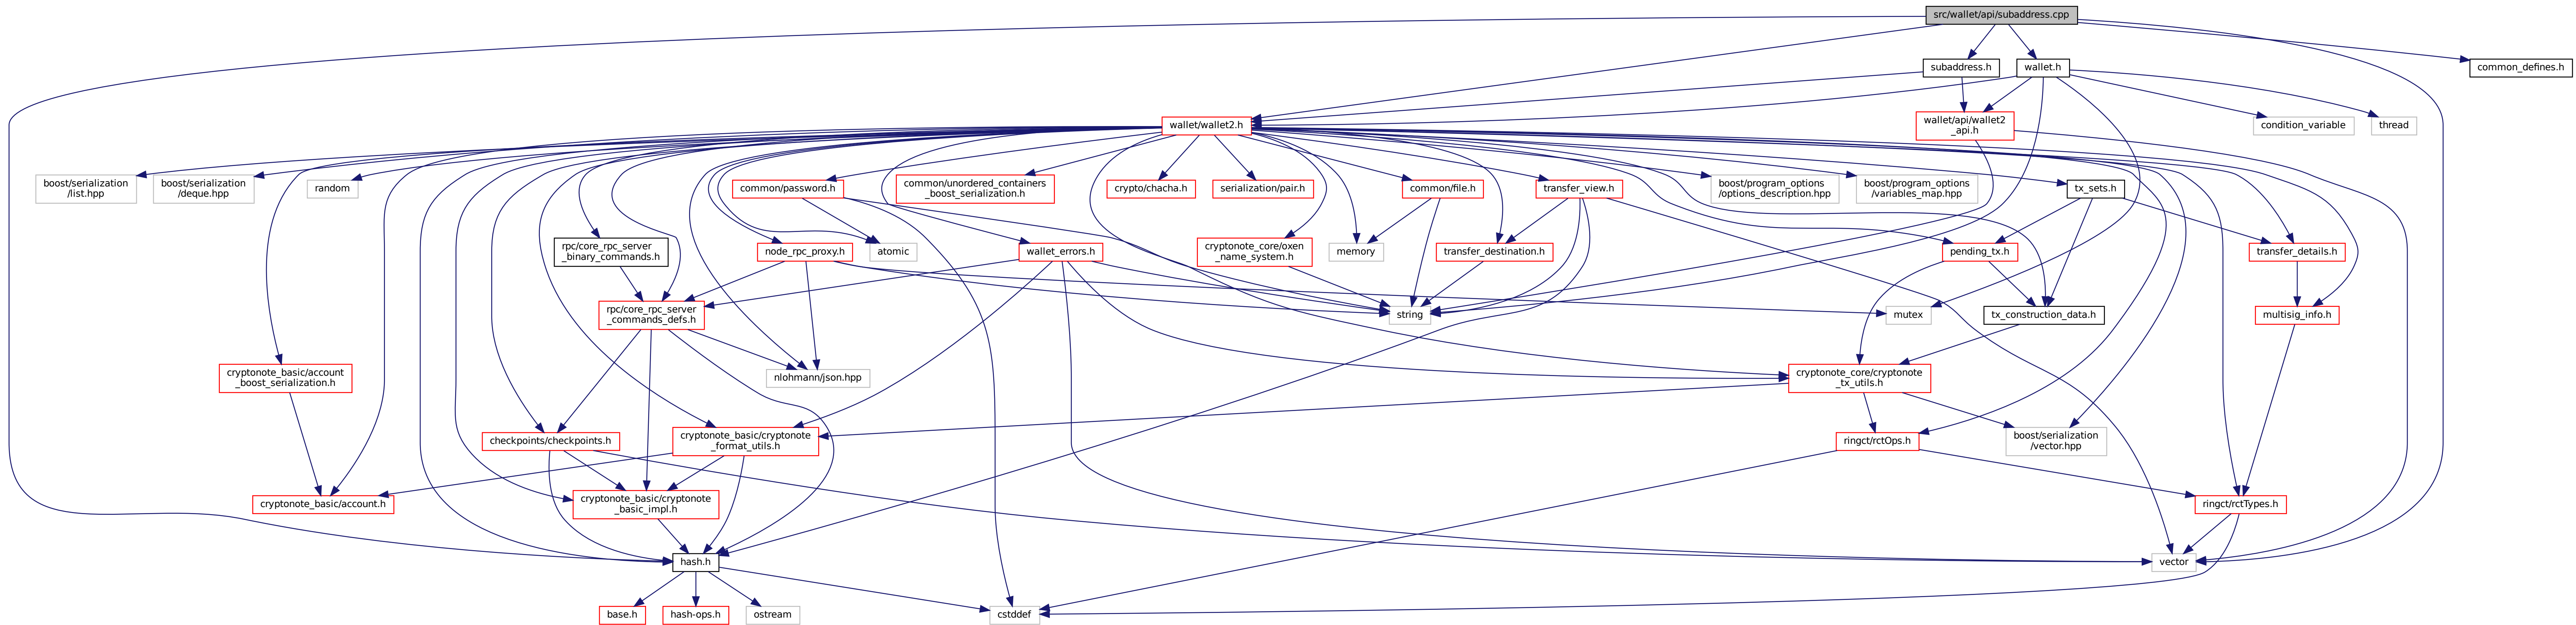 src/wallet/api/subaddress.cpp
subaddress.h
wallet.h
common_defines.h
wallet/wallet2.h
wallet/api/wallet2
_api.h
condition_variable
thread
boost/serialization
/list.hpp
boost/serialization
/deque.hpp
random
common/password.h
common/unordered_containers
_boost_serialization.h
crypto/chacha.h
serialization/pair.h
common/file.h
transfer_view.h
boost/program_options
/options_description.hpp
boost/program_options
/variables_map.hpp
tx_sets.h
rpc/core_rpc_server
_binary_commands.h
node_rpc_proxy.h
atomic
wallet_errors.h
cryptonote_core/oxen
_name_system.h
memory
transfer_destination.h
pending_tx.h
transfer_details.h
rpc/core_rpc_server
_commands_defs.h
string
mutex
tx_construction_data.h
multisig_info.h
cryptonote_basic/account
_boost_serialization.h
nlohmann/json.hpp
cryptonote_core/cryptonote
_tx_utils.h
checkpoints/checkpoints.h
cryptonote_basic/cryptonote
_format_utils.h
ringct/rctOps.h
boost/serialization
/vector.hpp
cryptonote_basic/account.h
cryptonote_basic/cryptonote
_basic_impl.h
ringct/rctTypes.h
hash.h
vector
base.h
hash-ops.h
ostream
cstddef